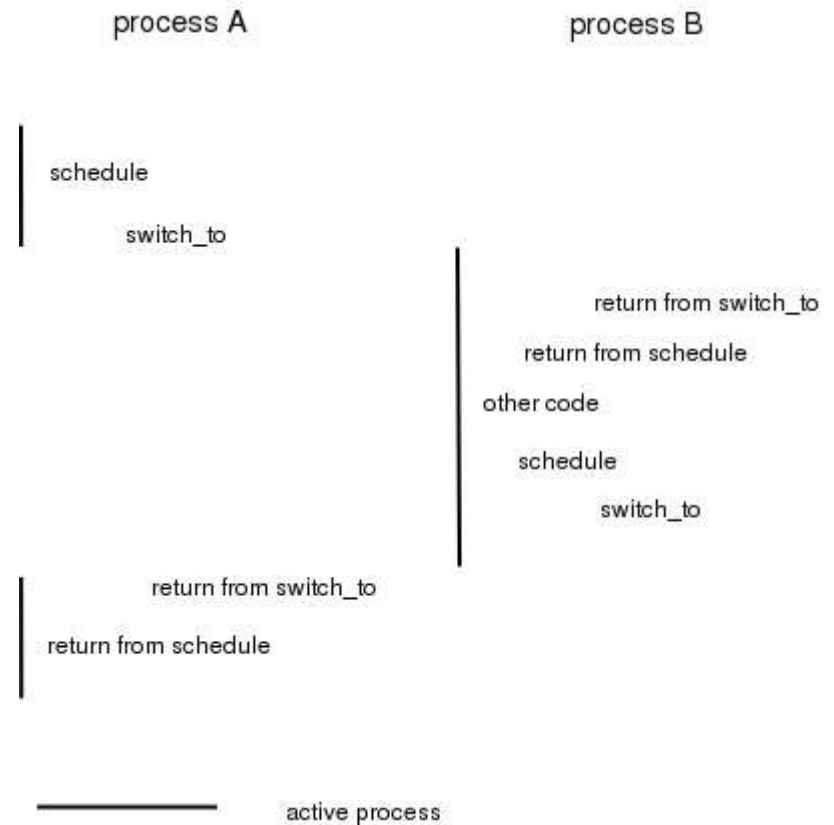 process A
process B
schedule
switch_to
return from switch_to
return from schedule
other code
schedule
switch_to
return from switch_to
return from schedule
active process